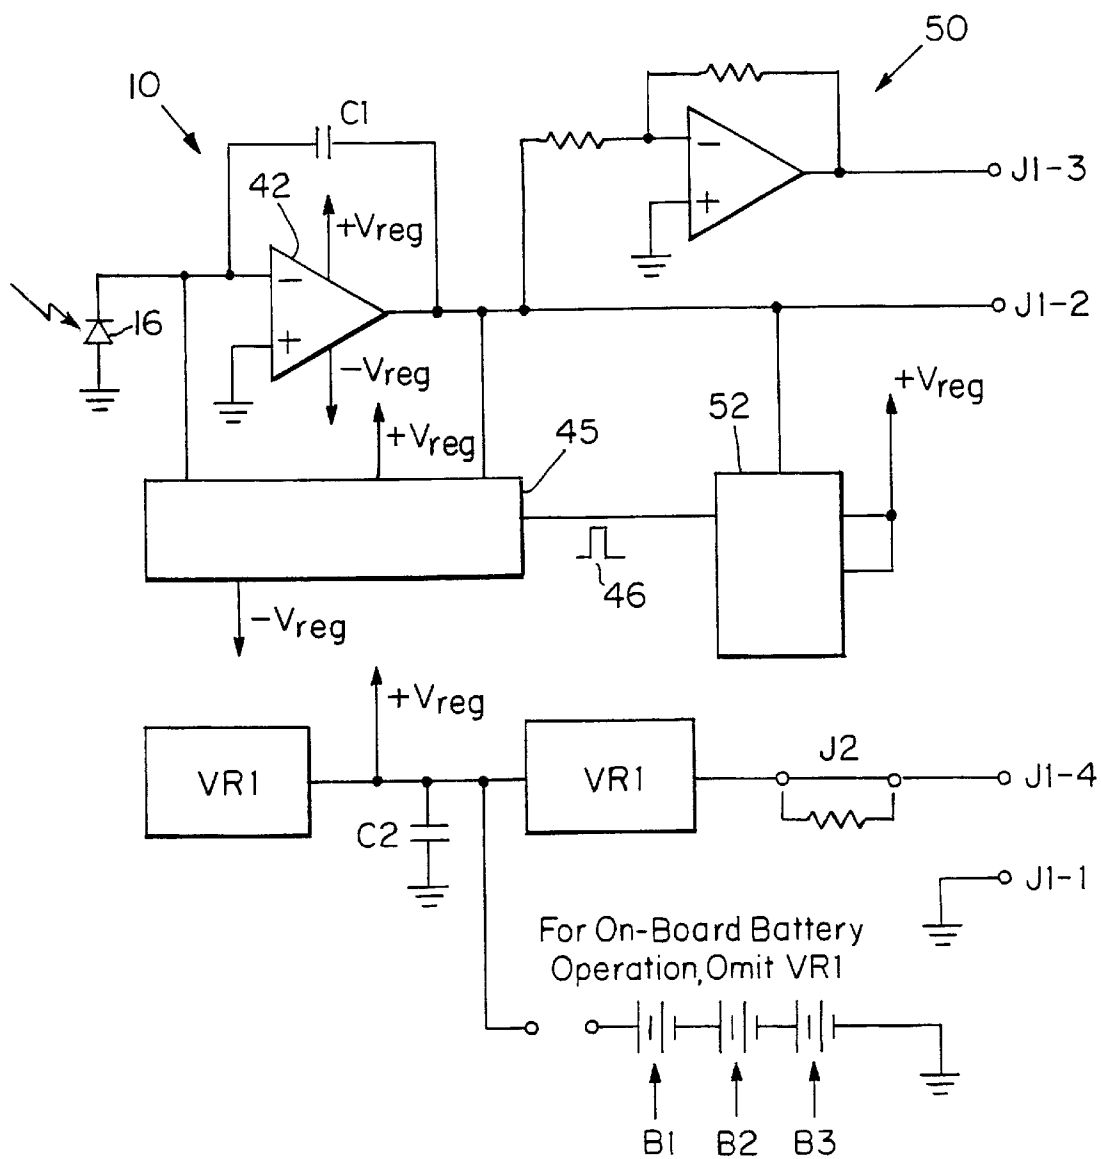 50
10
C1
J1-3
42
+Vreg
−
+
−
+
16
J1-2
−Vreg
+Vreg
45
52
+Vreg
46
−Vreg
+Vreg
VR1
VR1
J2
J1-4
C2
J1-1
For On-Board Battery
Operation, Omit VR1
B1
B2
B3